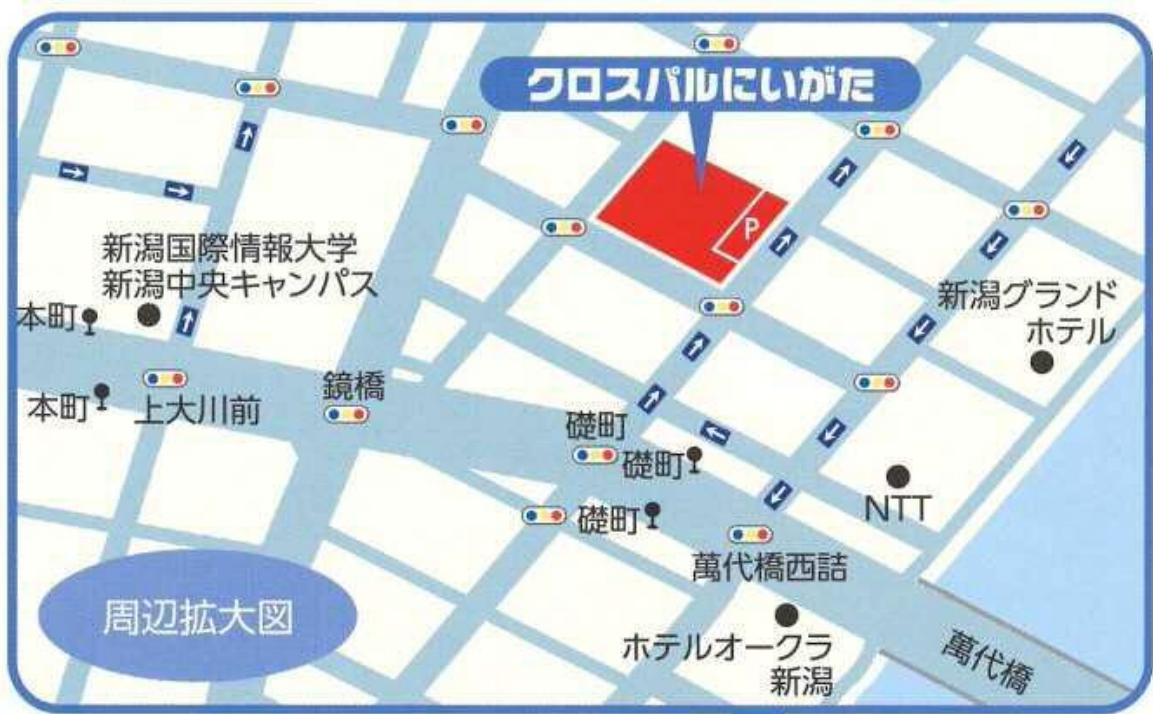 クロスパルにいがた
P
新潟国際情報大学
新潟中央キャンパス
新潟グランド
ホテル
本町
本町
上大川前
鏡橋
礎町
礎町
礎町
NTT
萬代橋西詰
周辺拡大図
ホテルオークラ
新潟
萬代橋